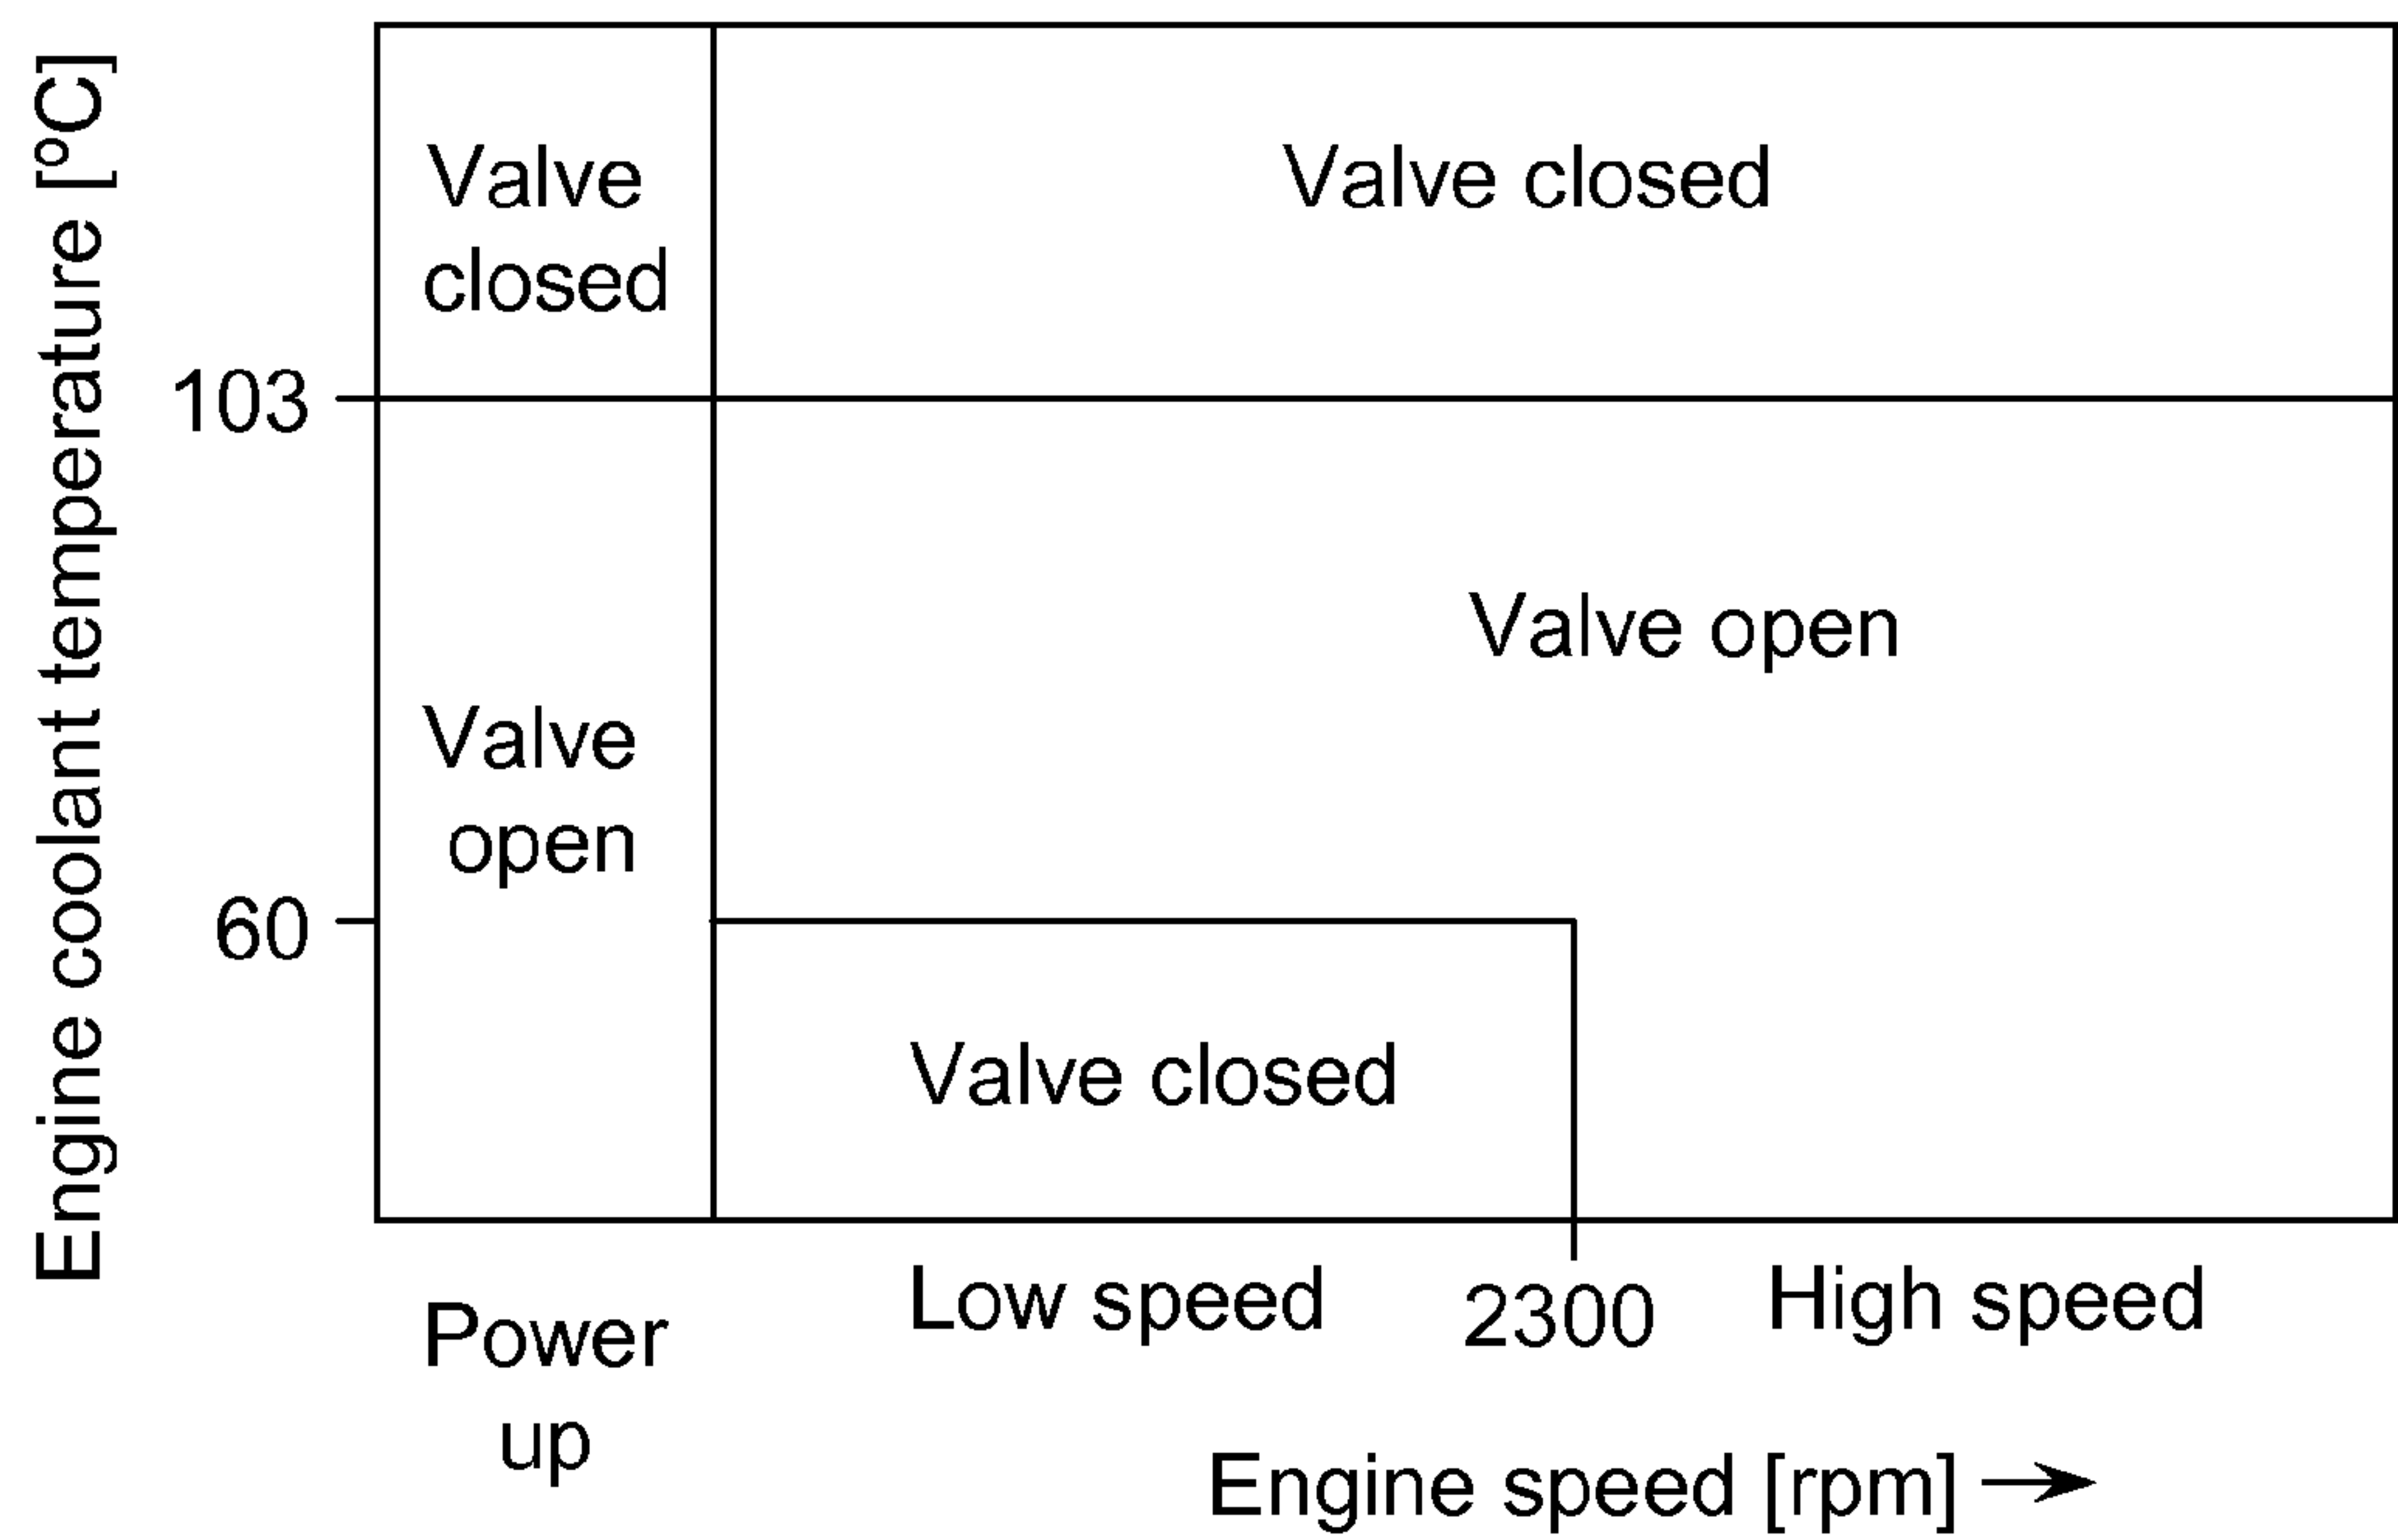 Engine coolant temperature [ºC]
Valve
closed
Valve closed
103
Valve open
Valve
open
60
Valve closed
Low speed
2300
High speed
Power
up
Engine speed [rpm]